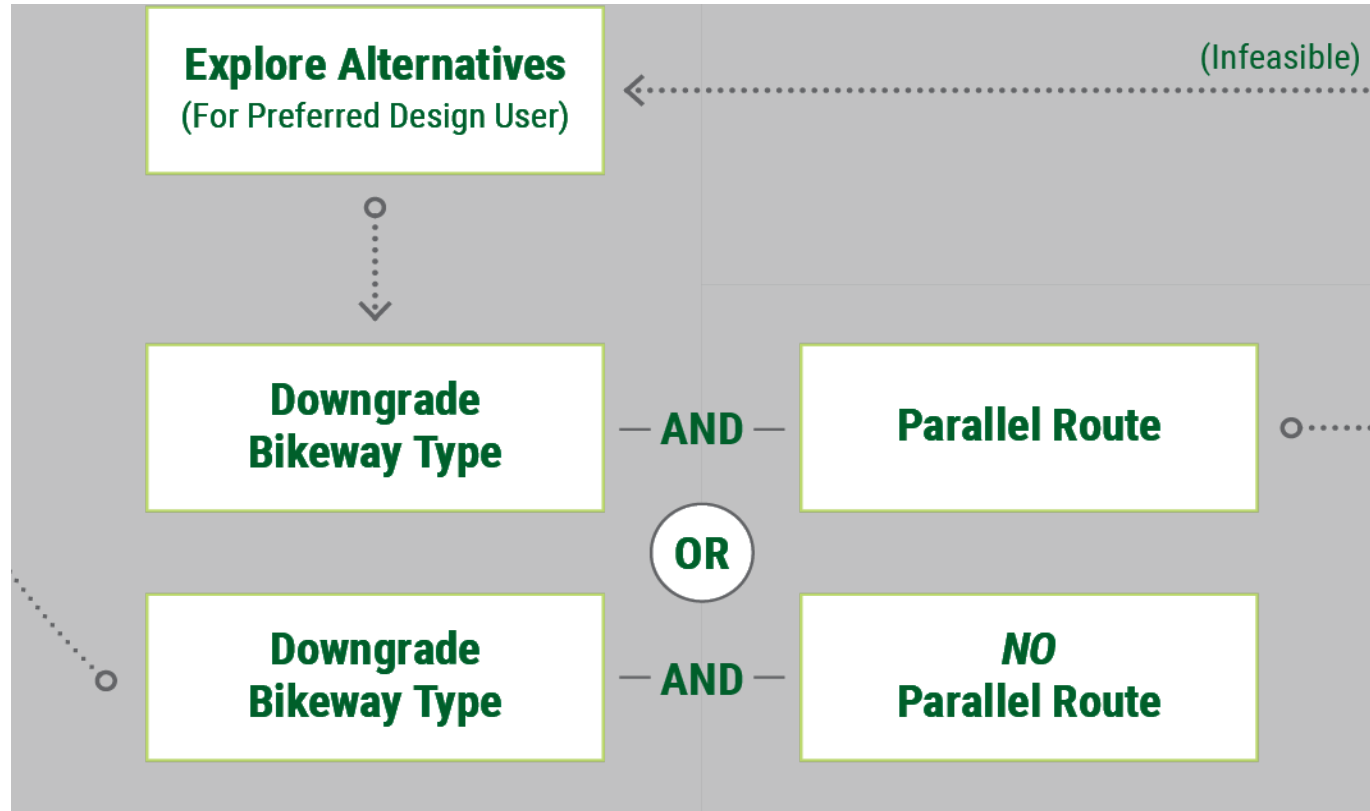 Explore Alternatives
(For Preferred Design User)
(Infeasible)
Downgrade
Bikeway Type
AND
Parallel Route
OR
Downgrade
Bikeway Type
AND
NO
Parallel Route